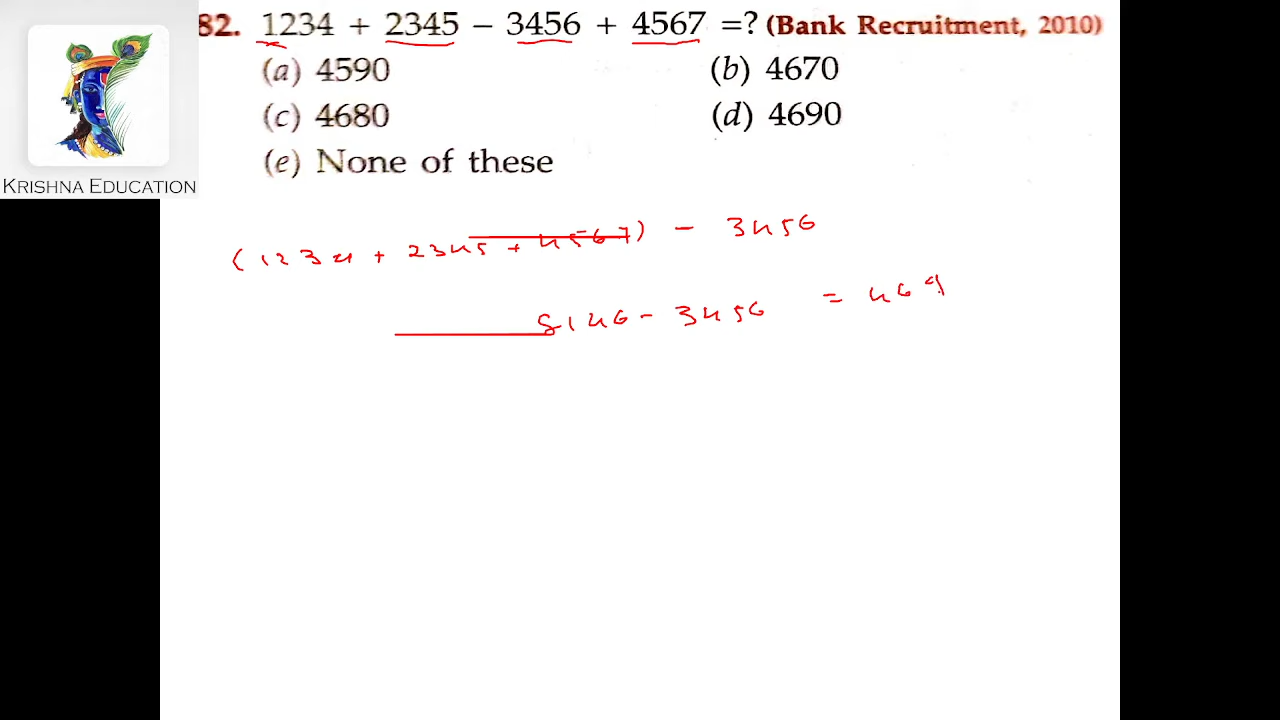 82. 1234 + 2345 − 3456 + 4567 =? (Bank Recruitment, 2010)
(a) 4590 (b) 4670
(c) 4680 (d) 4690
(e) None of these
KRISHNA EDUCATION
(1234 + 2345 + 4567) − 3456
8146 − 3456 = 469